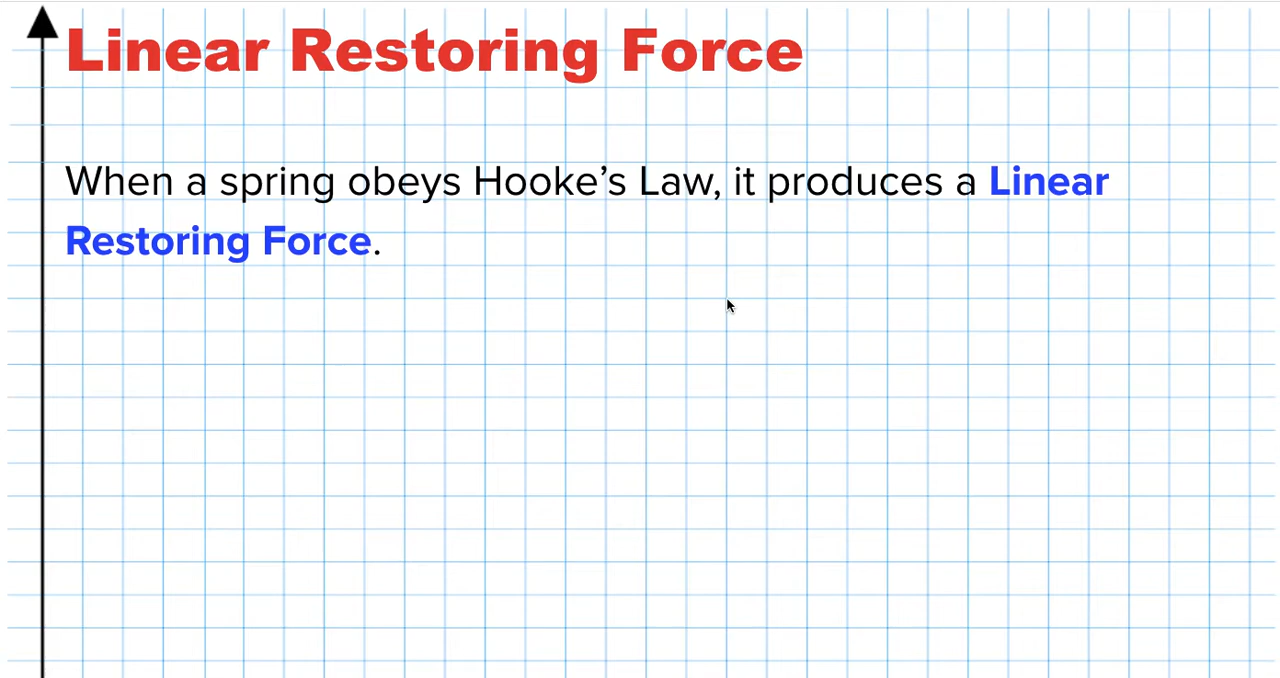 Linear Restoring Force
When a spring obeys Hooke’s Law, it produces a Linear
Restoring Force.